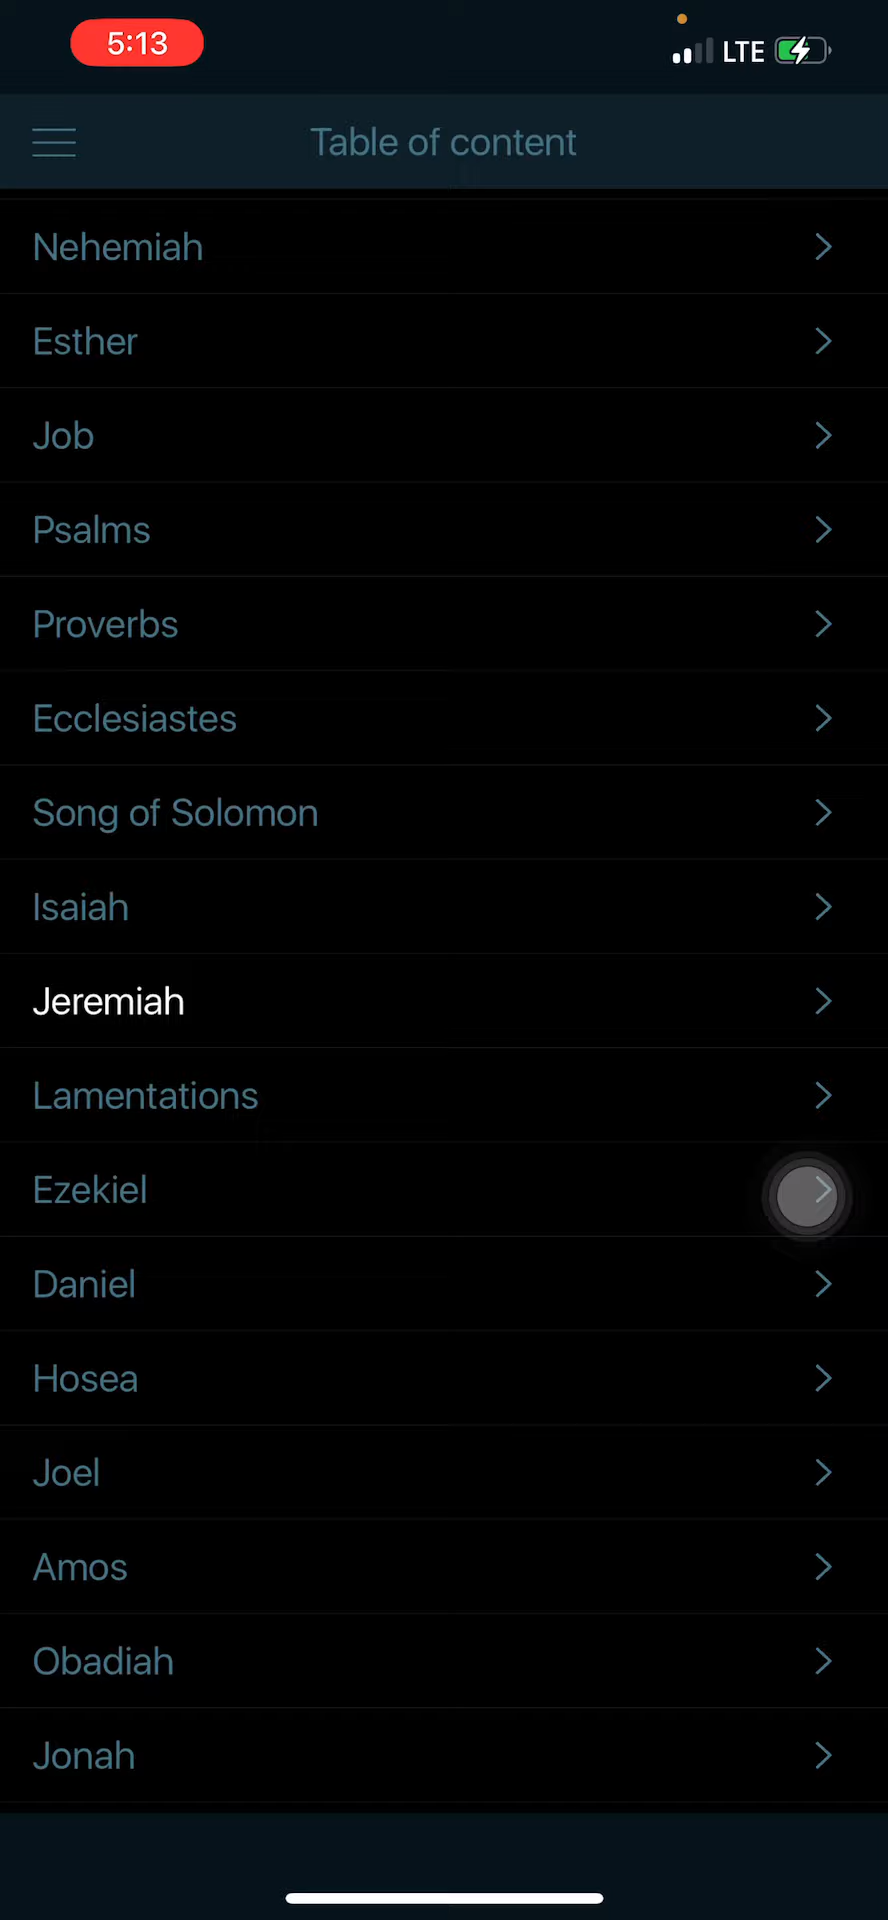 5:13
LTE
Table of content
Nehemiah
Esther
Job
Psalms
Proverbs
Ecclesiastes
Song of Solomon
Isaiah
Jeremiah
Lamentations
Ezekiel
Daniel
Hosea
Joel
Amos
Obadiah
Jonah